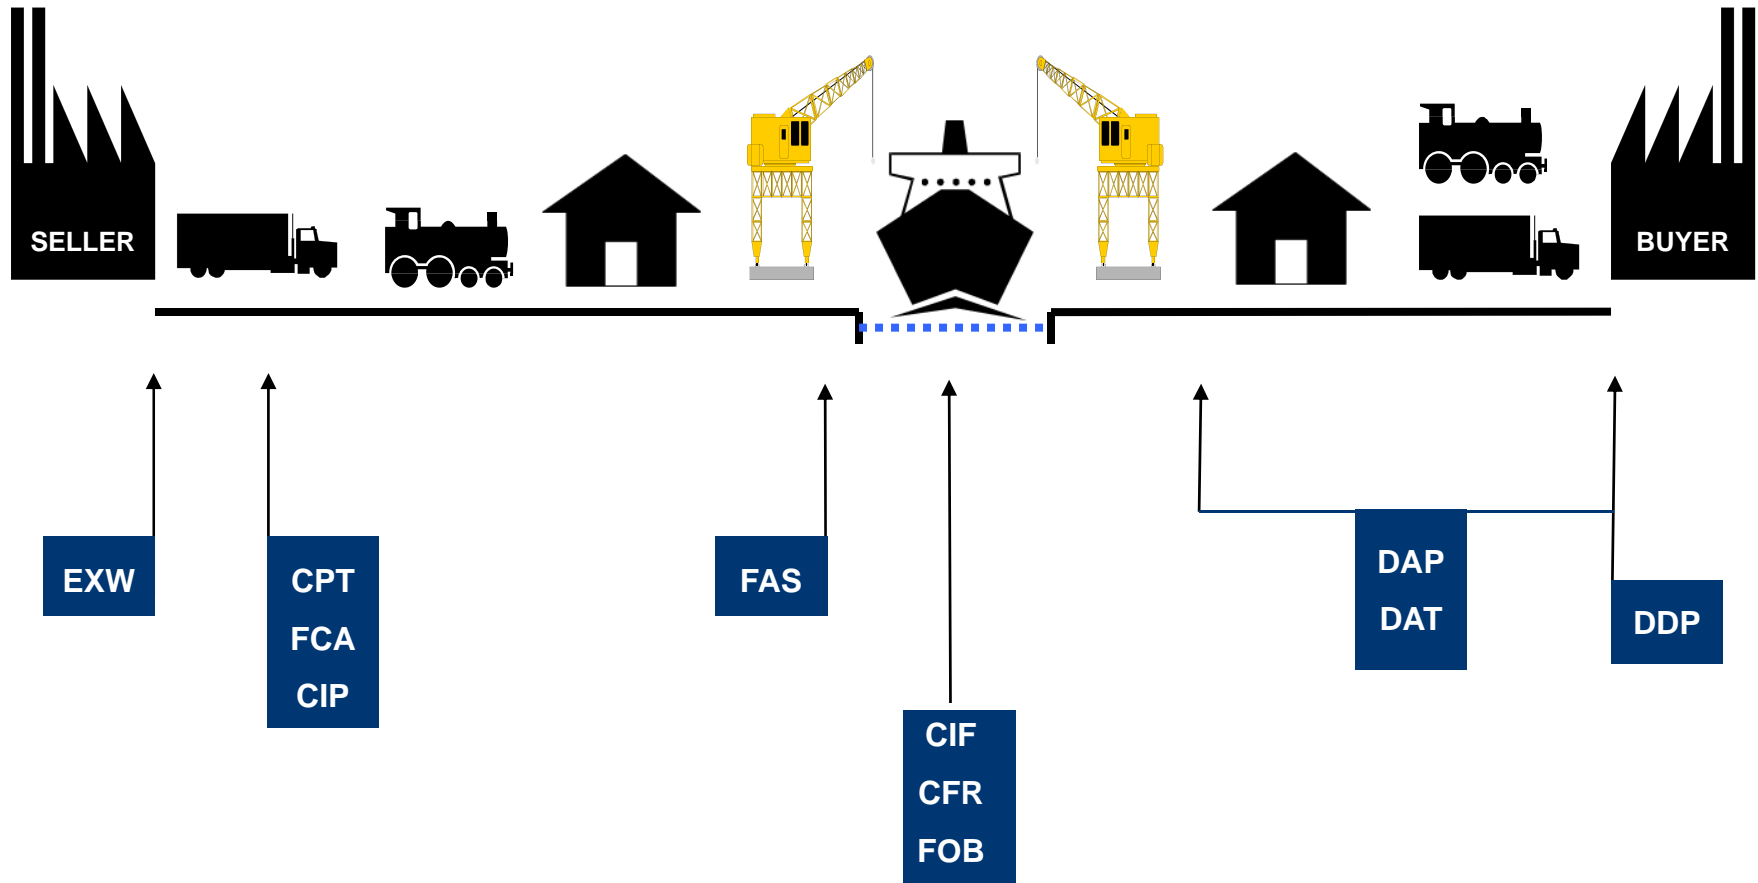 SELLER
BUYER
EXW
CPT
FCA
CIP
FAS
CIF
CFR
FOB
DAP
DAT
DDP